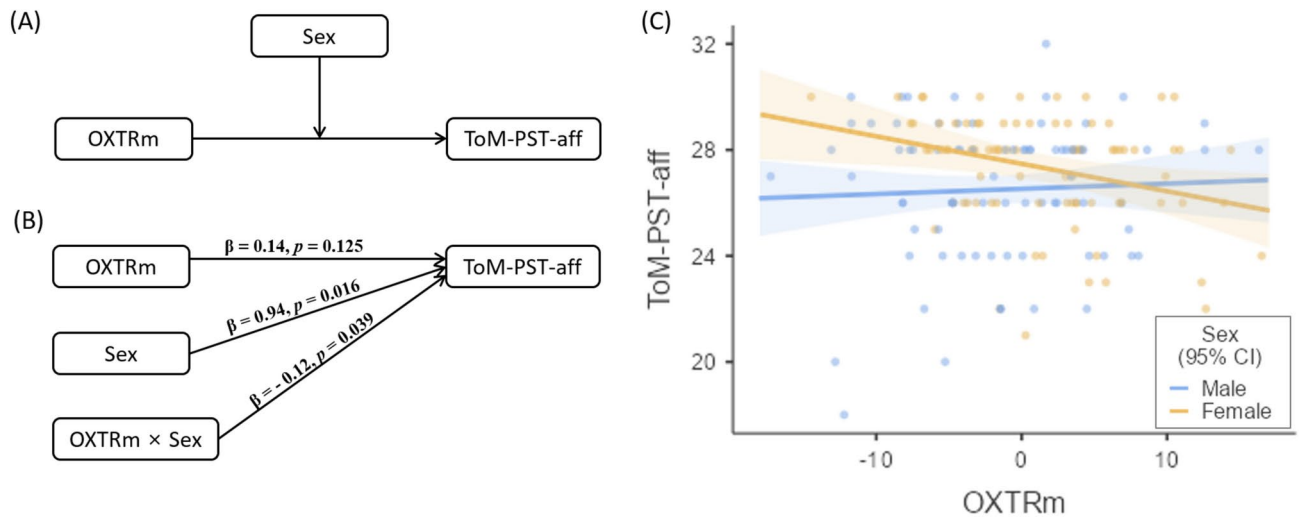 (A)
Sex
OXTRm
ToM-PST-aff
(B)
OXTRm
β = 0.14, p = 0.125
ToM-PST-aff
Sex
β = 0.94, p = 0.016
OXTRm × Sex
β = - 0.12, p = 0.039
(C)
ToM-PST-aff
32
28
24
20
-10
0
10
OXTRm
Sex
(95% CI)
Male
Female